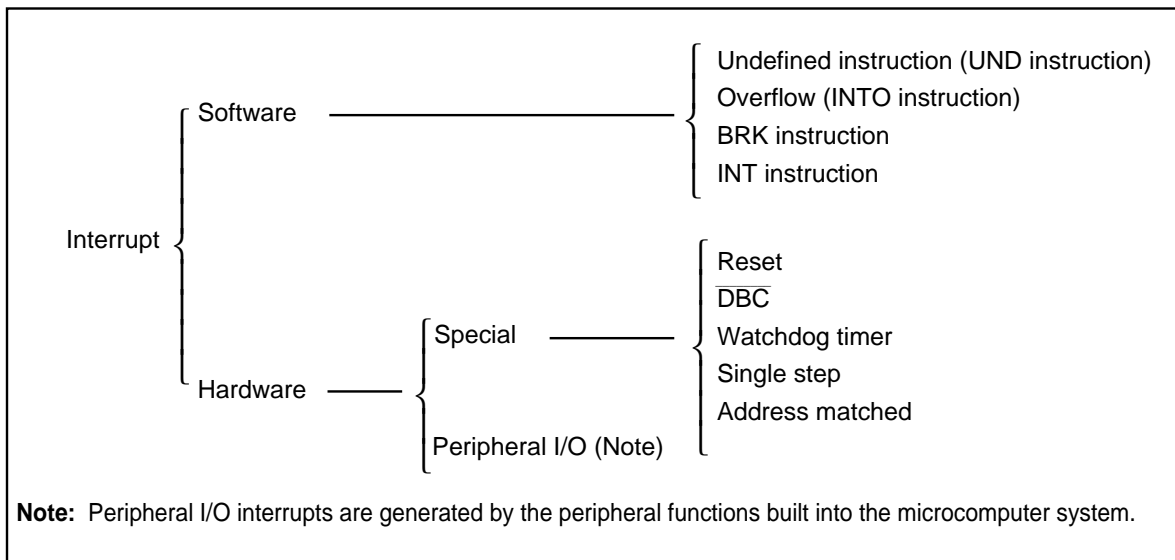 Interrupt
Software
Undefined instruction (UND instruction)
Overflow (INTO instruction)
BRK instruction
INT instruction
Hardware
Special
Reset
D̅B̅C̅
Watchdog timer
Single step
Address matched
Peripheral I/O (Note)
Note: Peripheral I/O interrupts are generated by the peripheral functions built into the microcomputer system.